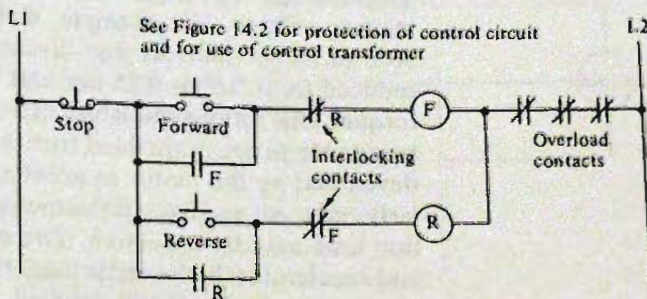 L1
See Figure 14.2 for protection of control circuit
and for use of control transformer
L2
Stop
Forward
R
F
F
Interlocking
contacts
Overload
contacts
Reverse
F
R
R